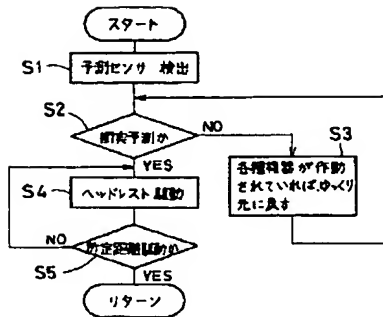 スタート
S1
予測センサ 検出
S2
衝突予測か
NO
YES
S3
各種機器が作動
されていれば、ゆっくり
元に戻す
S4
ヘッドレスト駆動
NO
所定距離駆動か
S5
YES
リターン